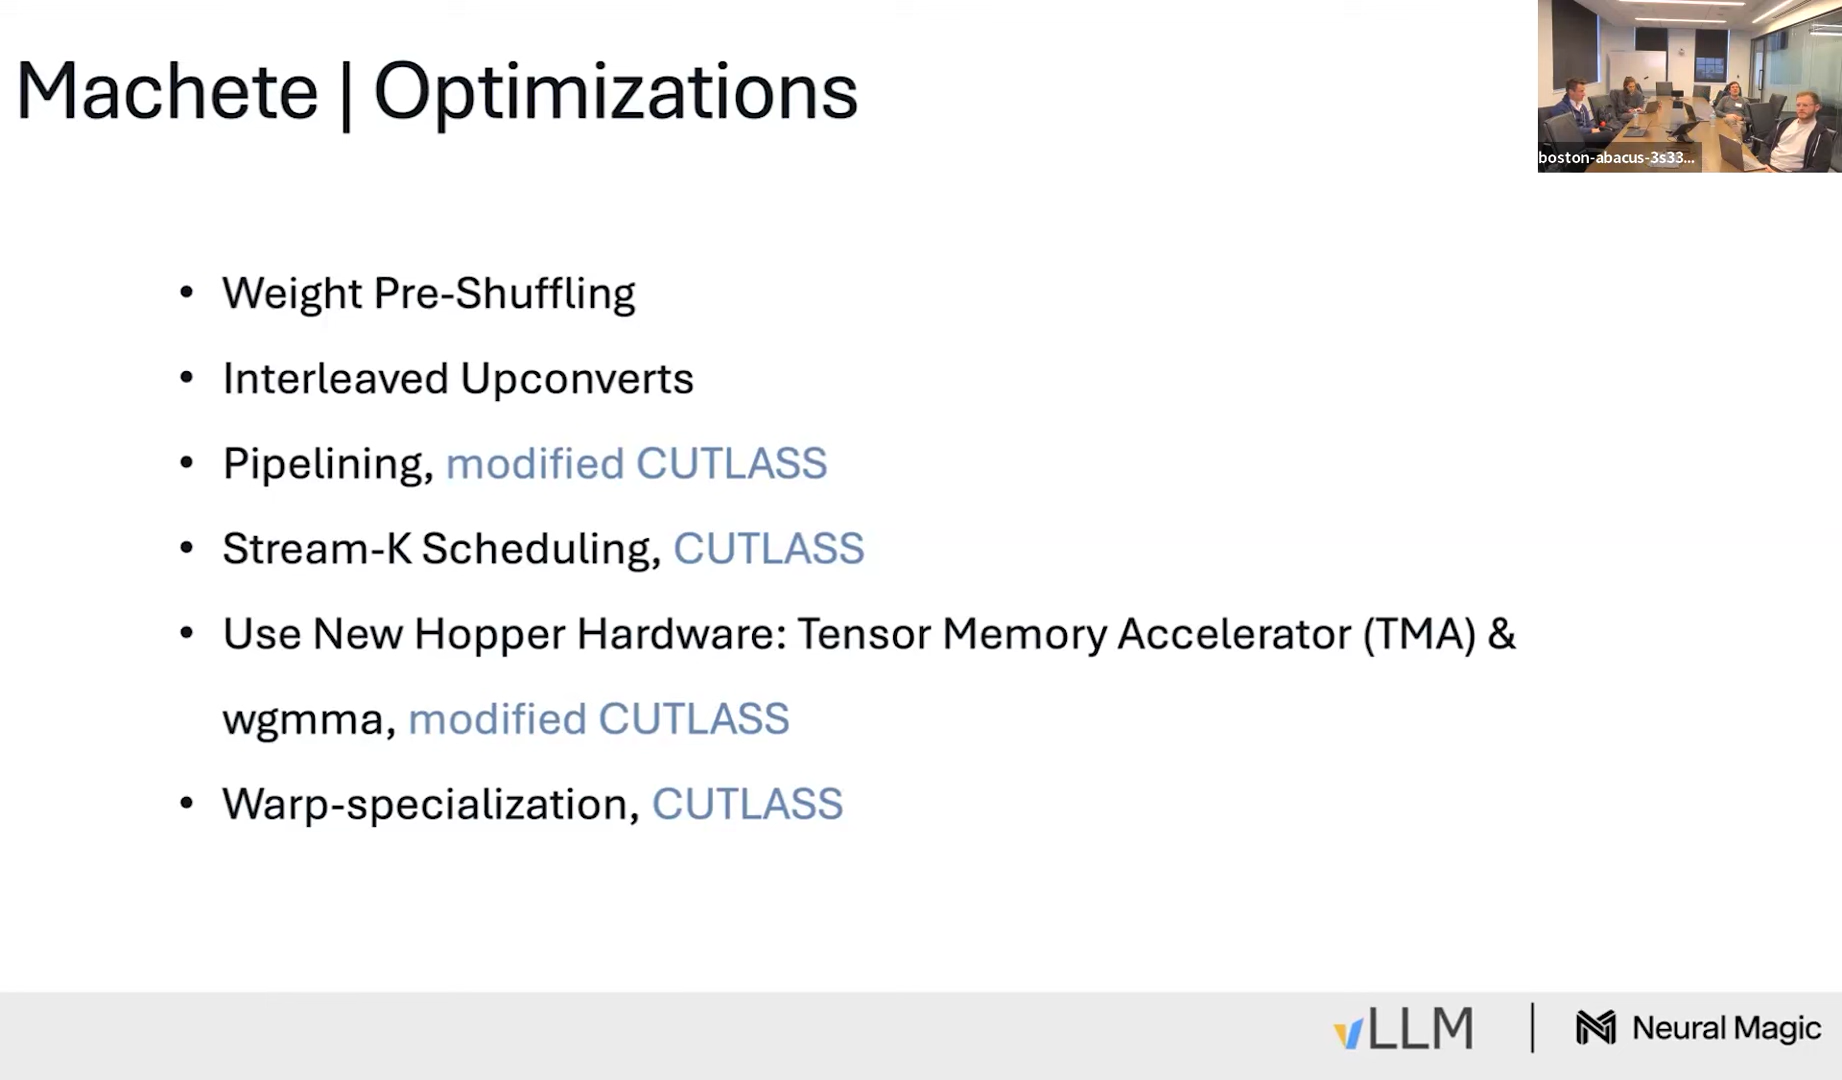 Machete | Optimizations
boston-abacus-3s33...
• Weight Pre-Shuffling
• Interleaved Upconverts
• Pipelining, modified CUTLASS
• Stream-K Scheduling, CUTLASS
• Use New Hopper Hardware: Tensor Memory Accelerator (TMA) &
wgmma, modified CUTLASS
• Warp-specialization, CUTLASS
vLLM | Neural Magic